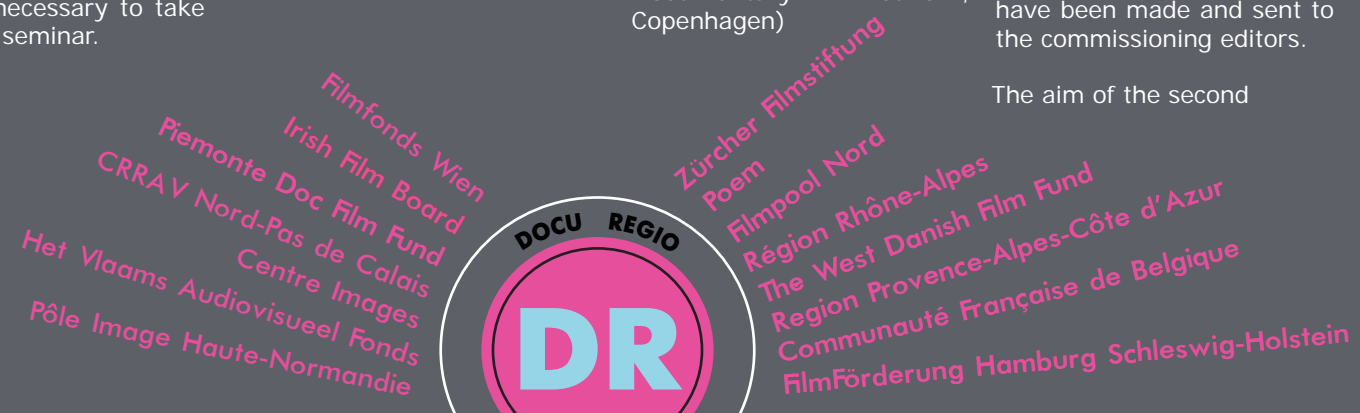 necessary to take
seminar.
Copenhagen)
have been made and sent to
the commissioning editors.
The aim of the second
Filmfonds Wien
Irish Film Board
Piemonte Doc Film Fund
CRRAV Nord-Pas de Calais
Centre Images
Het Vlaams Audiovisueel Fonds
Pôle Image Haute-Normandie
DOCU REGIO
DR
Zürcher Filmstiftung
Poem
Filmpool Nord
Région Rhône-Alpes
The West Danish Film Fund
Region Provence-Alpes-Côte d'Azur
Communauté Française de Belgique
FilmFörderung Hamburg Schleswig-Holstein